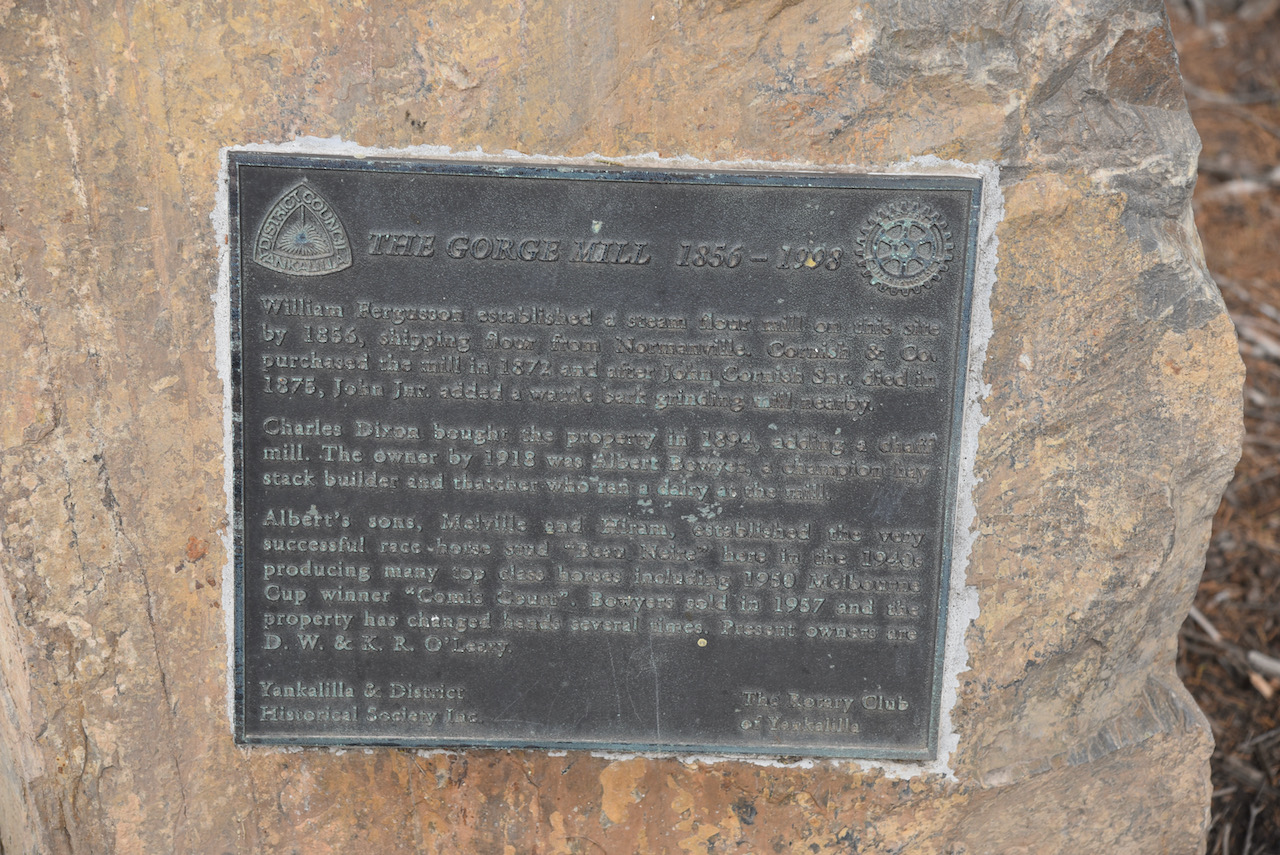 DISTRICT COUNCIL
YANKALILLA
THE GORGE MILL 1856 – 1998
William Fergusson established a steam flour mill on this site
by 1856, shipping flour from Normanville. Cornish & Co.
purchased the mill in 1872 and after John Cornish Snr. died in
1875, John Jnr. added a wattle bark grinding mill nearby.
Charles Dixon bought the property in 1894, adding a chaff
mill. The owner by 1918 was Albert Bowyer, a champion hay
stack builder and thatcher who ran a dairy at the mill.
Albert's sons, Melville and Hiram, established the very
successful race-horse stud "Beau Neire" here in the 1940s
producing many top class horses including 1950 Melbourne
Cup winner "Comic Court". Bowyers sold in 1957 and the
property has changed hands several times. Present owners are
D. W. & K. R. O'Leary.
Yankalilla & District
Historical Society Inc.
The Rotary Club
of Yankalilla